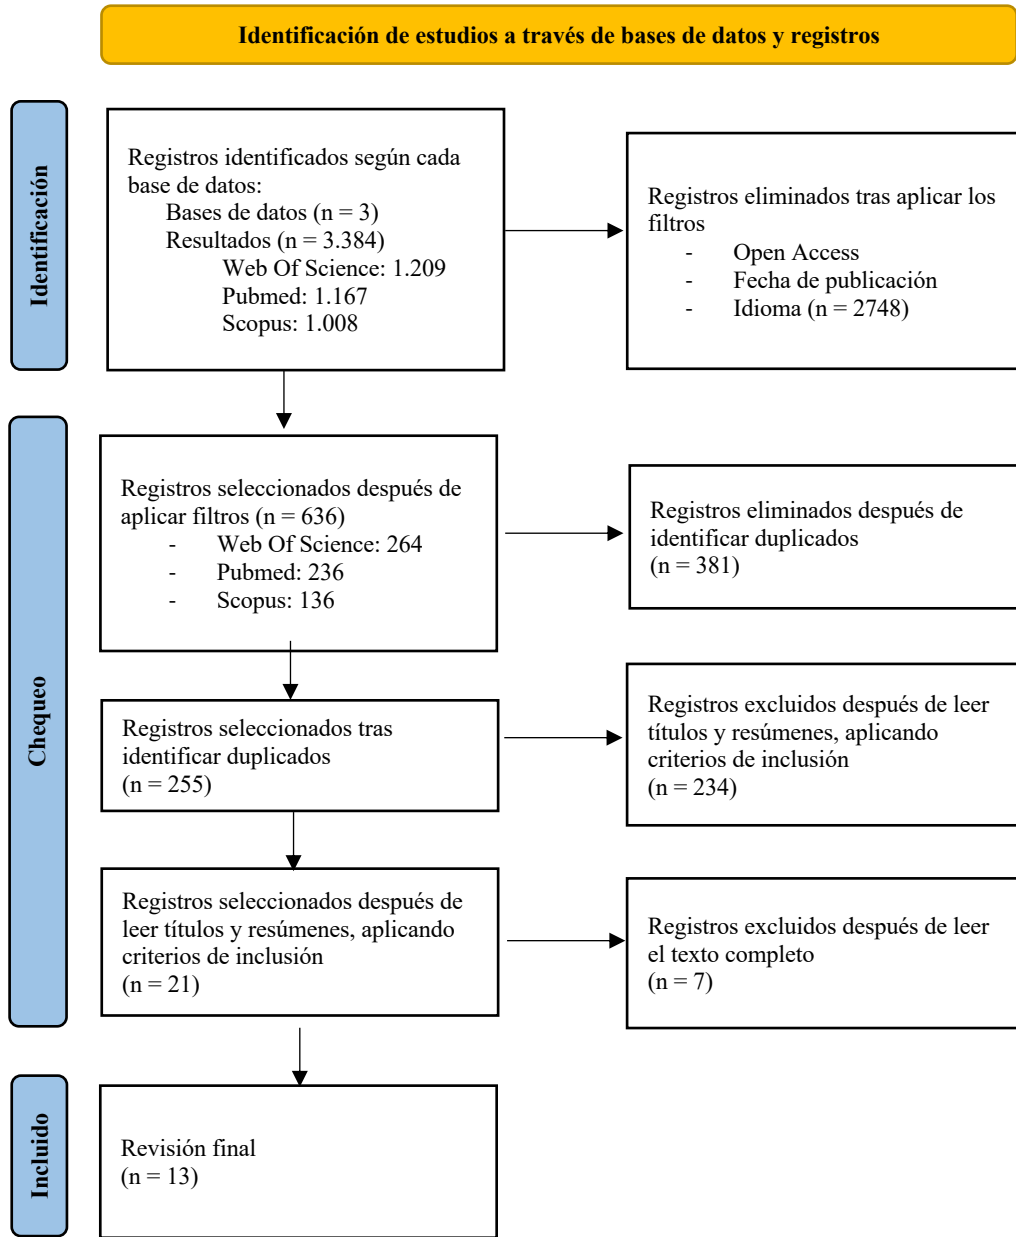 Identificación de estudios a través de bases de datos y registros
Identificación
Registros identificados según cada
base de datos:
Bases de datos (n = 3)
Resultados (n = 3.384)
Web Of Science: 1.209
Pubmed: 1.167
Scopus: 1.008
Registros eliminados tras aplicar los
filtros
- Open Access
- Fecha de publicación
- Idioma (n = 2748)
Chequeo
Registros seleccionados después de
aplicar filtros (n = 636)
- Web Of Science: 264
- Pubmed: 236
- Scopus: 136
Registros eliminados después de
identificar duplicados
(n = 381)
Registros seleccionados tras
identificar duplicados
(n = 255)
Registros excluidos después de leer
títulos y resúmenes, aplicando
criterios de inclusión
(n = 234)
Registros seleccionados después de
leer títulos y resúmenes, aplicando
criterios de inclusión
(n = 21)
Registros excluidos después de leer
el texto completo
(n = 7)
Incluido
Revisión final
(n = 13)